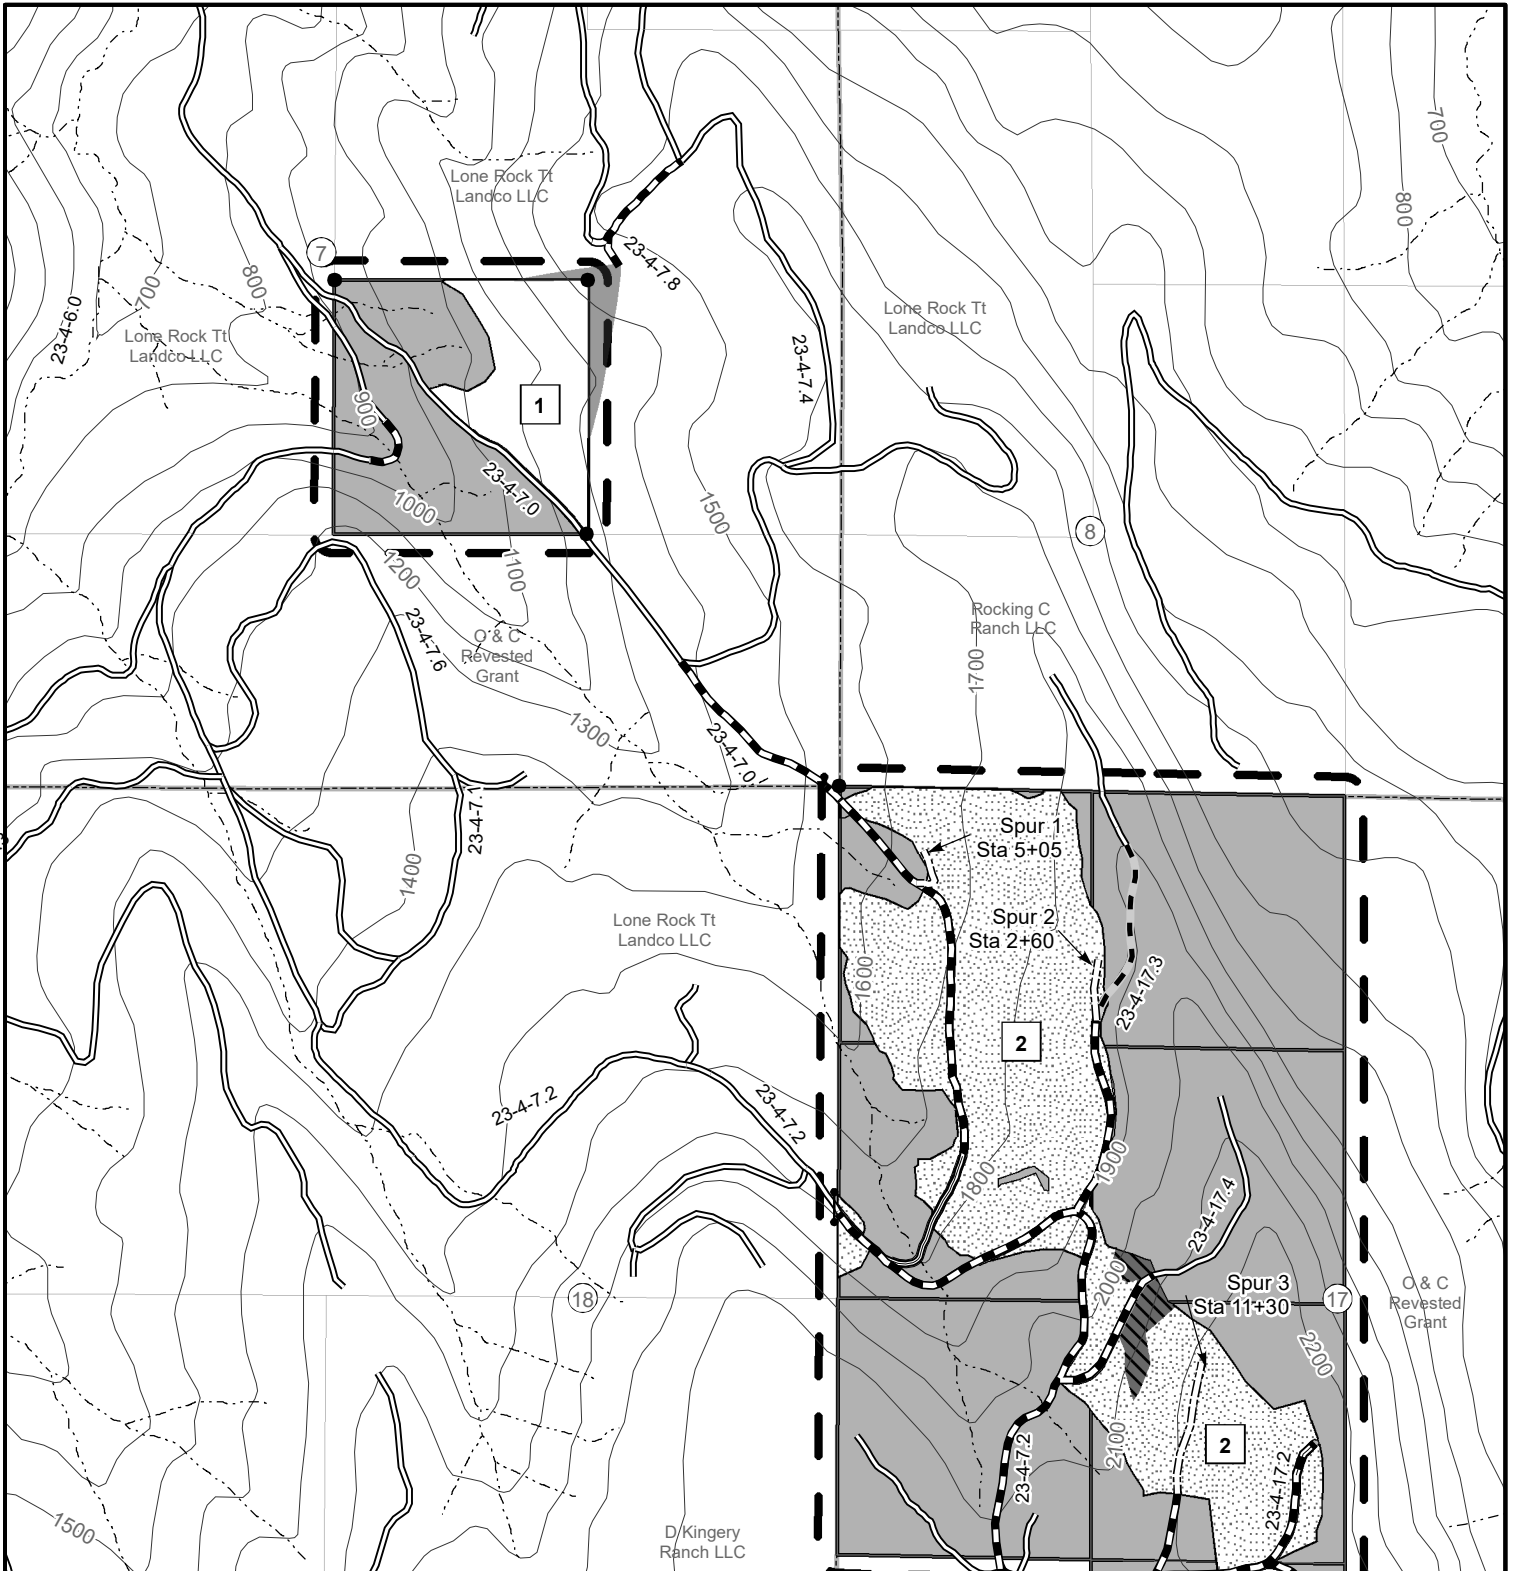 700
800
Lone Rock Tt
Landco LLC
7
23-4-7.8
800
700
23-4-6.0
Lone Rock Tt
Landco LLC
Lone Rock Tt
Landco LLC
23-4-7.4
900
1
23-4-7.0
1000
1500
8
1200
1100
23-4-7.6
O & C
Revested
Grant
Rocking C
Ranch LLC
1700
1300
23-4-7.0
23-4-7.1
1400
Spur 1
Sta 5+05
Lone Rock Tt
Landco LLC
Spur 2
Sta 2+60
1600
23-4-17.3
2
23-4-7.2
23-4-7.2
1900
1800
23-4-17.4
2000
Spur 3
Sta 11+30
18
17
O & C
Revested
Grant
2200
2100
2
23-4-7.2
23-4-17.2
1500
D Kingery
Ranch LLC